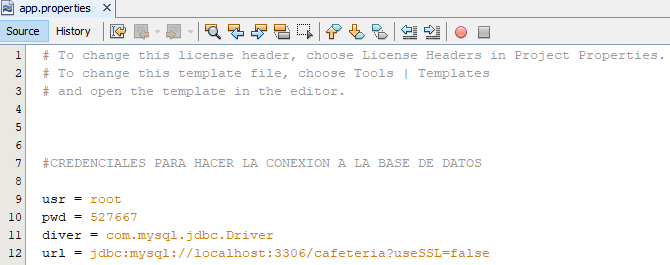 app.properties
Source History
1 # To change this license header, choose License Headers in Project Properties.
2 # To change this template file, choose Tools | Templates
3 # and open the template in the editor.
4
5
6
7 #CREDENCIALES PARA HACER LA CONEXION A LA BASE DE DATOS
8
9 usr = root
10 pwd = 527667
11 diver = com.mysql.jdbc.Driver
12 url = jdbc:mysql://localhost:3306/cafeteria?useSSL=false